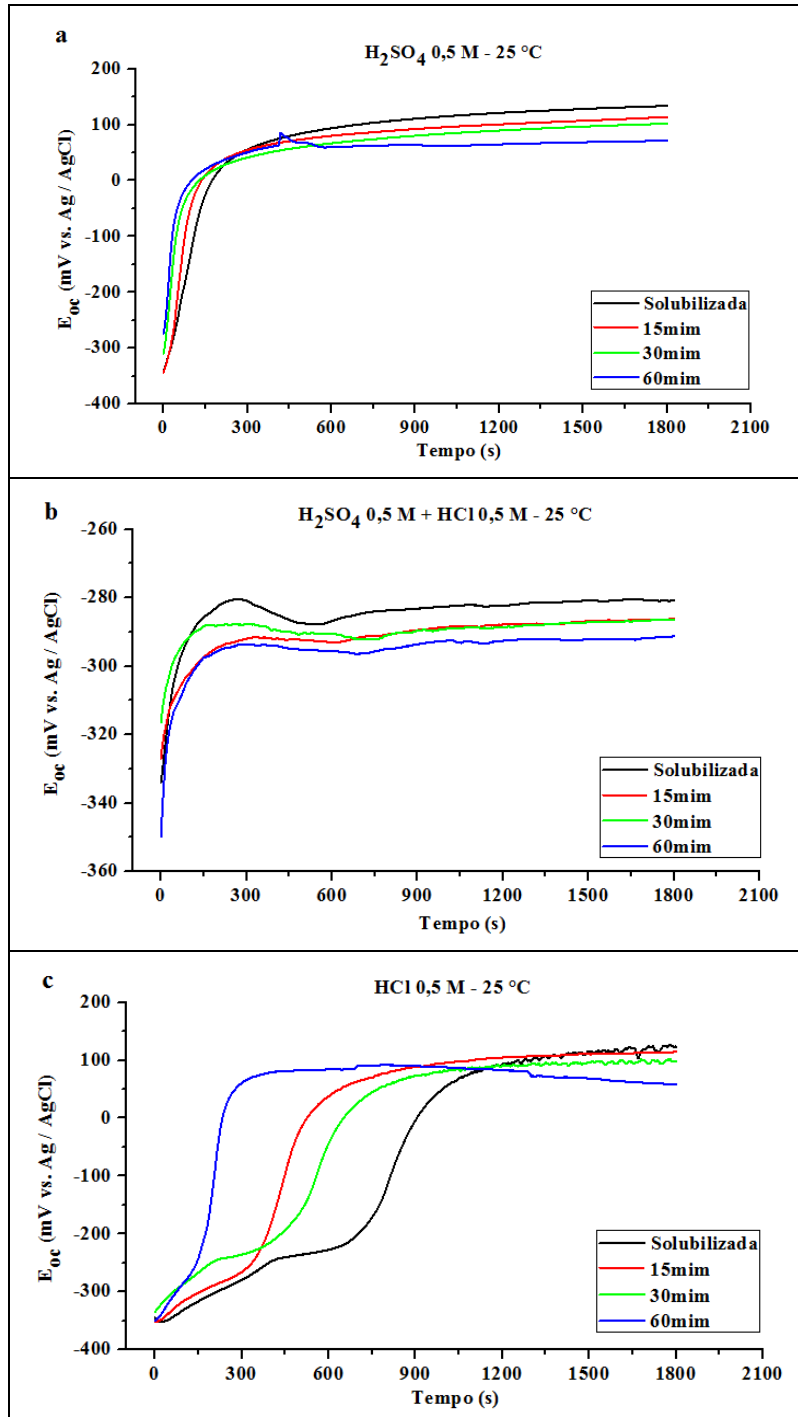 a
H₂SO₄ 0,5 M - 25 °C
200
100
0
-100
-200
-300
-400
E_oc (mV vs. Ag / AgCl)
Solubilizada
15mim
30mim
60mim
0 300 600 900 1200 1500 1800 2100
Tempo (s)
b
H₂SO₄ 0,5 M + HCl 0,5 M - 25 °C
-260
-280
-300
-320
-340
-360
E_oc (mV vs. Ag / AgCl)
Solubilizada
15mim
30mim
60mim
0 300 600 900 1200 1500 1800 2100
Tempo (s)
c
HCl 0,5 M - 25 °C
200
100
0
-100
-200
-300
-400
E_oc (mV vs. Ag / AgCl)
Solubilizada
15mim
30mim
60mim
0 300 600 900 1200 1500 1800 2100
Tempo (s)